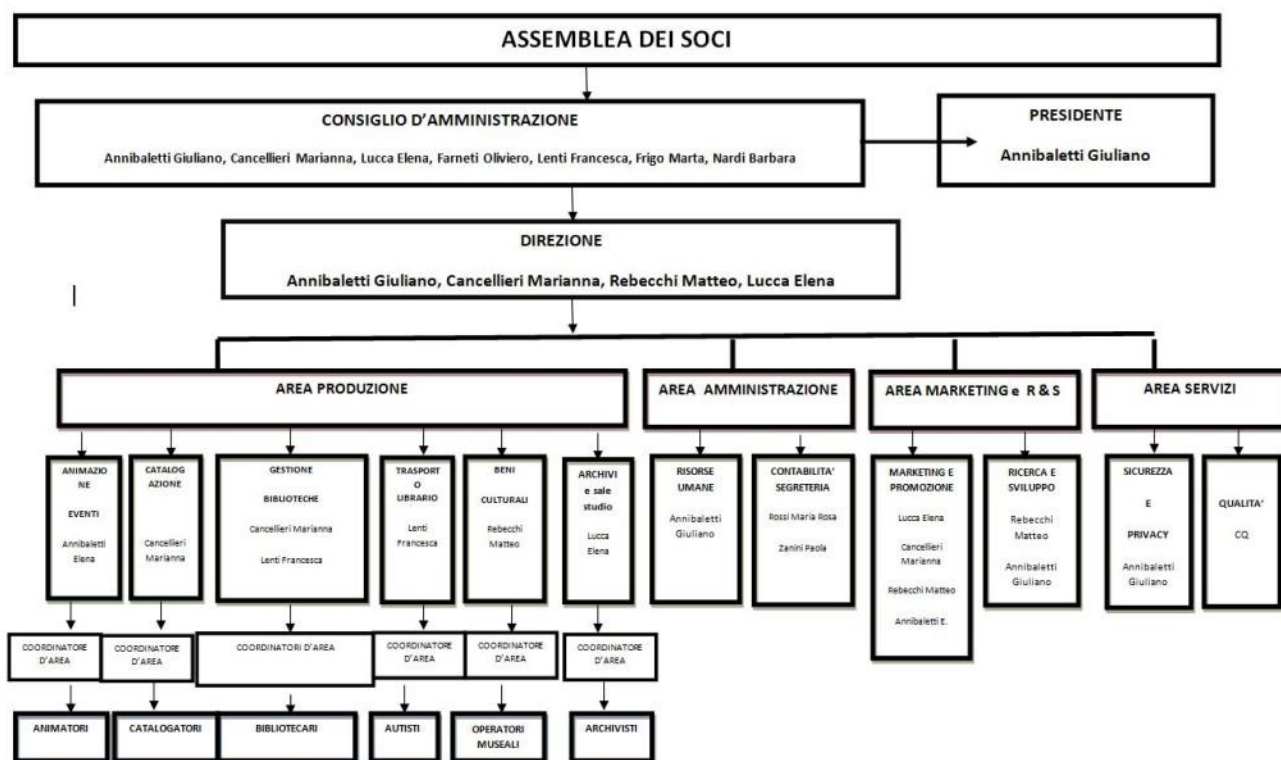 ASSEMBLEA DEI SOCI
CONSIGLIO D'AMMINISTRAZIONE
Annibaletti Giuliano, Cancellieri Marianna, Lucca Elena, Farneti Oliviero, Lenti Francesca, Frigo Marta, Nardi Barbara
PRESIDENTE
Annibaletti Giuliano
DIREZIONE
Annibaletti Giuliano, Cancellieri Marianna, Rebecchi Matteo, Lucca Elena
AREA PRODUZIONE
AREA AMMINISTRAZIONE
AREA MARKETING e R & S
AREA SERVIZI
ANIMAZIO
NE
EVENTI
Annibaletti
Elena
CATALOG
AZIONE
Cancellieri
Marianna
GESTIONE
BIBLIOTECHE
Cancellieri Marianna
Lenti Francesca
TRASPORT
O LIBRARIO
Lenti
Francesca
BENI
CULTURALI
Rebecchi
Matteo
ARCHIVI
e sale
studio
Lucca
Elena
RISORSE
UMANE
Annibaletti
Giuliano
CONTABILITA'
SEGRETERIA
Rossi Maria Rosa
Zanini Paola
MARKETING E
PROMOZIONE
Lucca Elena
Cancellieri
Marianna
Rebecchi Matteo
Annibaletti E.
RICERCA E
SVILUPPO
Rebecchi
Matteo
Annibaletti
Giuliano
SICUREZZA
E
PRIVACY
Annibaletti
Giuliano
QUALITA'
CQ
COORDINATORE
D'AREA
COORDINATORE
D'AREA
COORDINATORI D'AREA
COORDINATORE
D'AREA
COORDINATORE
D'AREA
COORDINATORE
D'AREA
ANIMATORI
CATALOGATORI
BIBLIOTECARI
AUTISTI
OPERATORI
MUSEALI
ARCHIVISTI